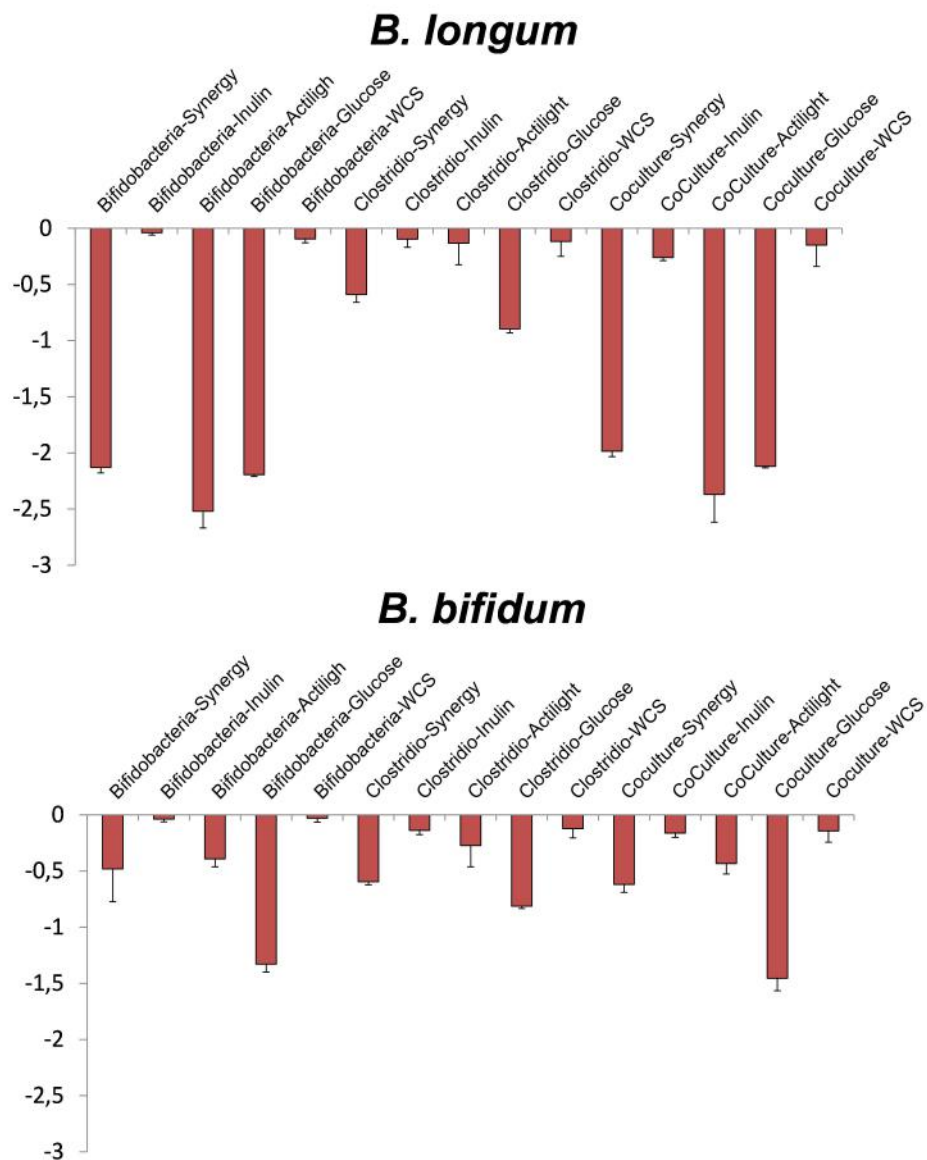 B. longum
Bifidobacteria-Synergy
Bifidobacteria-Inulin
Bifidobacteria-Actiligh
Bifidobacteria-Glucose
Bifidobacteria-WCS
Clostridio-Synergy
Clostridio-Inulin
Clostridio-Actilight
Clostridio-Glucose
Clostridio-WCS
Coculture-Synergy
CoCulture-Inulin
CoCulture-Actilight
Coculture-Glucose
Coculture-WCS
0
-0,5
-1
-1,5
-2
-2,5
-3
B. bifidum
Bifidobacteria-Synergy
Bifidobacteria-Inulin
Bifidobacteria-Actiligh
Bifidobacteria-Glucose
Bifidobacteria-WCS
Clostridio-Synergy
Clostridio-Inulin
Clostridio-Actilight
Clostridio-Glucose
Clostridio-WCS
Coculture-Synergy
CoCulture-Inulin
CoCulture-Actilight
Coculture-Glucose
Coculture-WCS
0
-0,5
-1
-1,5
-2
-2,5
-3